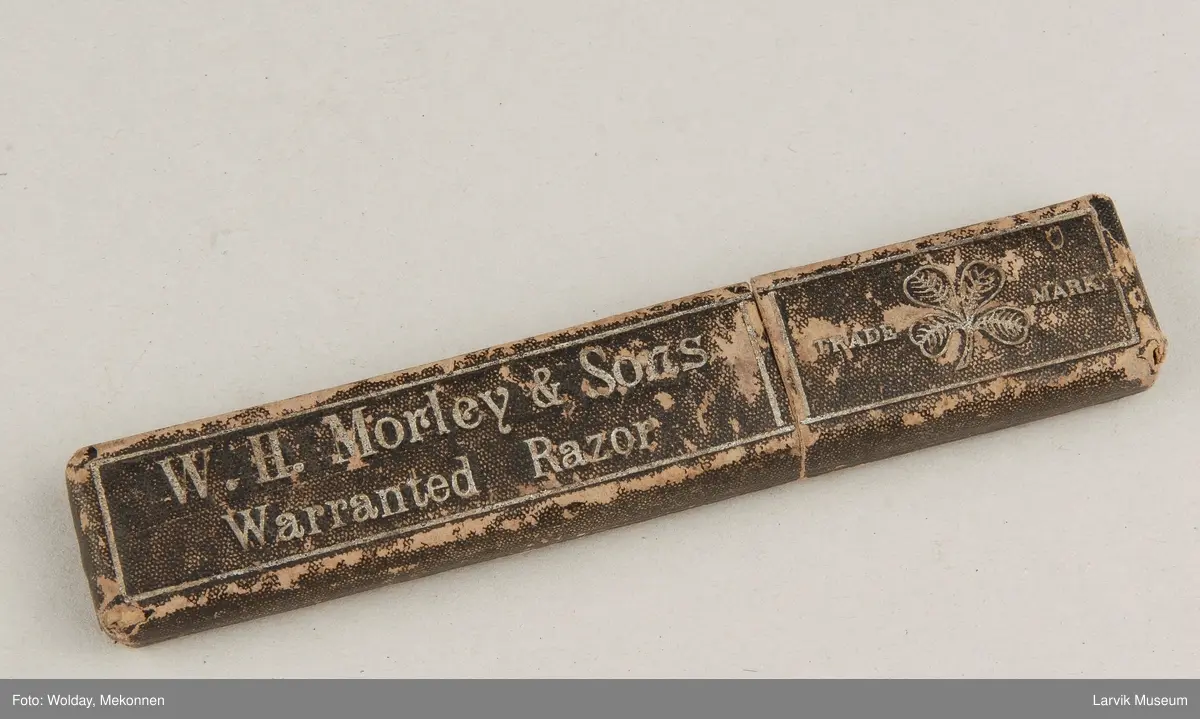 W. H. Morley & Sons
Warranted Razor
TRADE MARK
Foto: Wolday, Mekonnen
Larvik Museum